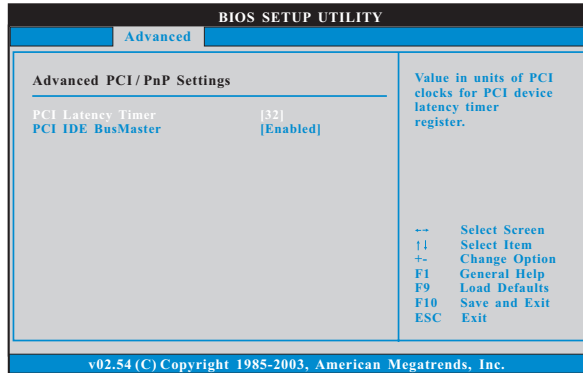 BIOS SETUP UTILITY
Advanced
Advanced PCI / PnP Settings
PCI Latency Timer [32]
PCI IDE BusMaster [Enabled]
Value in units of PCI
clocks for PCI device
latency timer
register.
←→ Select Screen
↑↓ Select Item
+- Change Option
F1 General Help
F9 Load Defaults
F10 Save and Exit
ESC Exit
v02.54 (C) Copyright 1985-2003, American Megatrends, Inc.